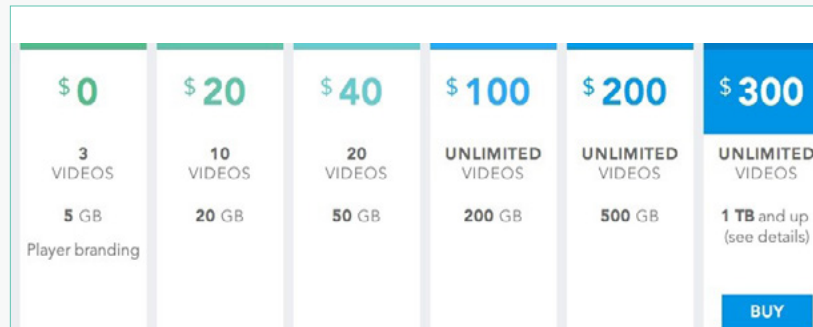 $0
3
VIDEOS
5 GB
Player branding
$20
10
VIDEOS
20 GB
$40
20
VIDEOS
50 GB
$100
UNLIMITED
VIDEOS
200 GB
$200
UNLIMITED
VIDEOS
500 GB
$300
UNLIMITED
VIDEOS
1 TB and up
(see details)
BUY